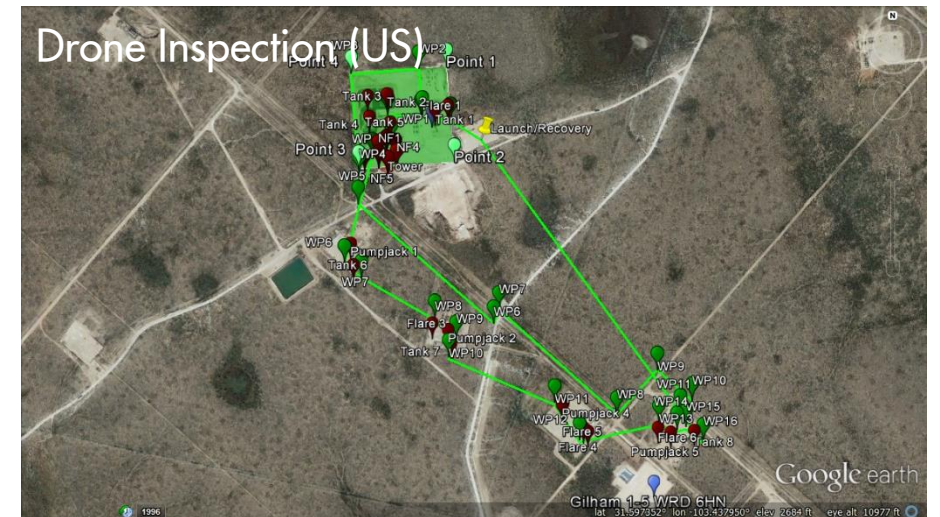 Drone Inspection (US)
N
WP3
WP2
Point 4
Point 1
Tank 3
Tank 2
Flare 1
Tank 4
Tank 5
WP1
Tank 1
Launch/Recovery
WP
NF1
NF4
Point 3
WP4
Point 2
Tower
WP5
NF5
WP6
Pumpjack 1
Tank 6
WP7
WP7
WP8
WP6
Flare 3
WP9
Pumpjack 2
Tank 7
WP10
WP9
WP11
WP10
WP11
WP8
WP14
WP15
WP12
Pumpjack 4
WP13
WP16
Flare 5
Flare 6
Tank 8
Flare 4
Pumpjack 5
Google earth
Gilham 1-5 WRD 6HN
1996
lat 31.597352° lon -103.437950° elev 2684 ft eye alt 10977 ft